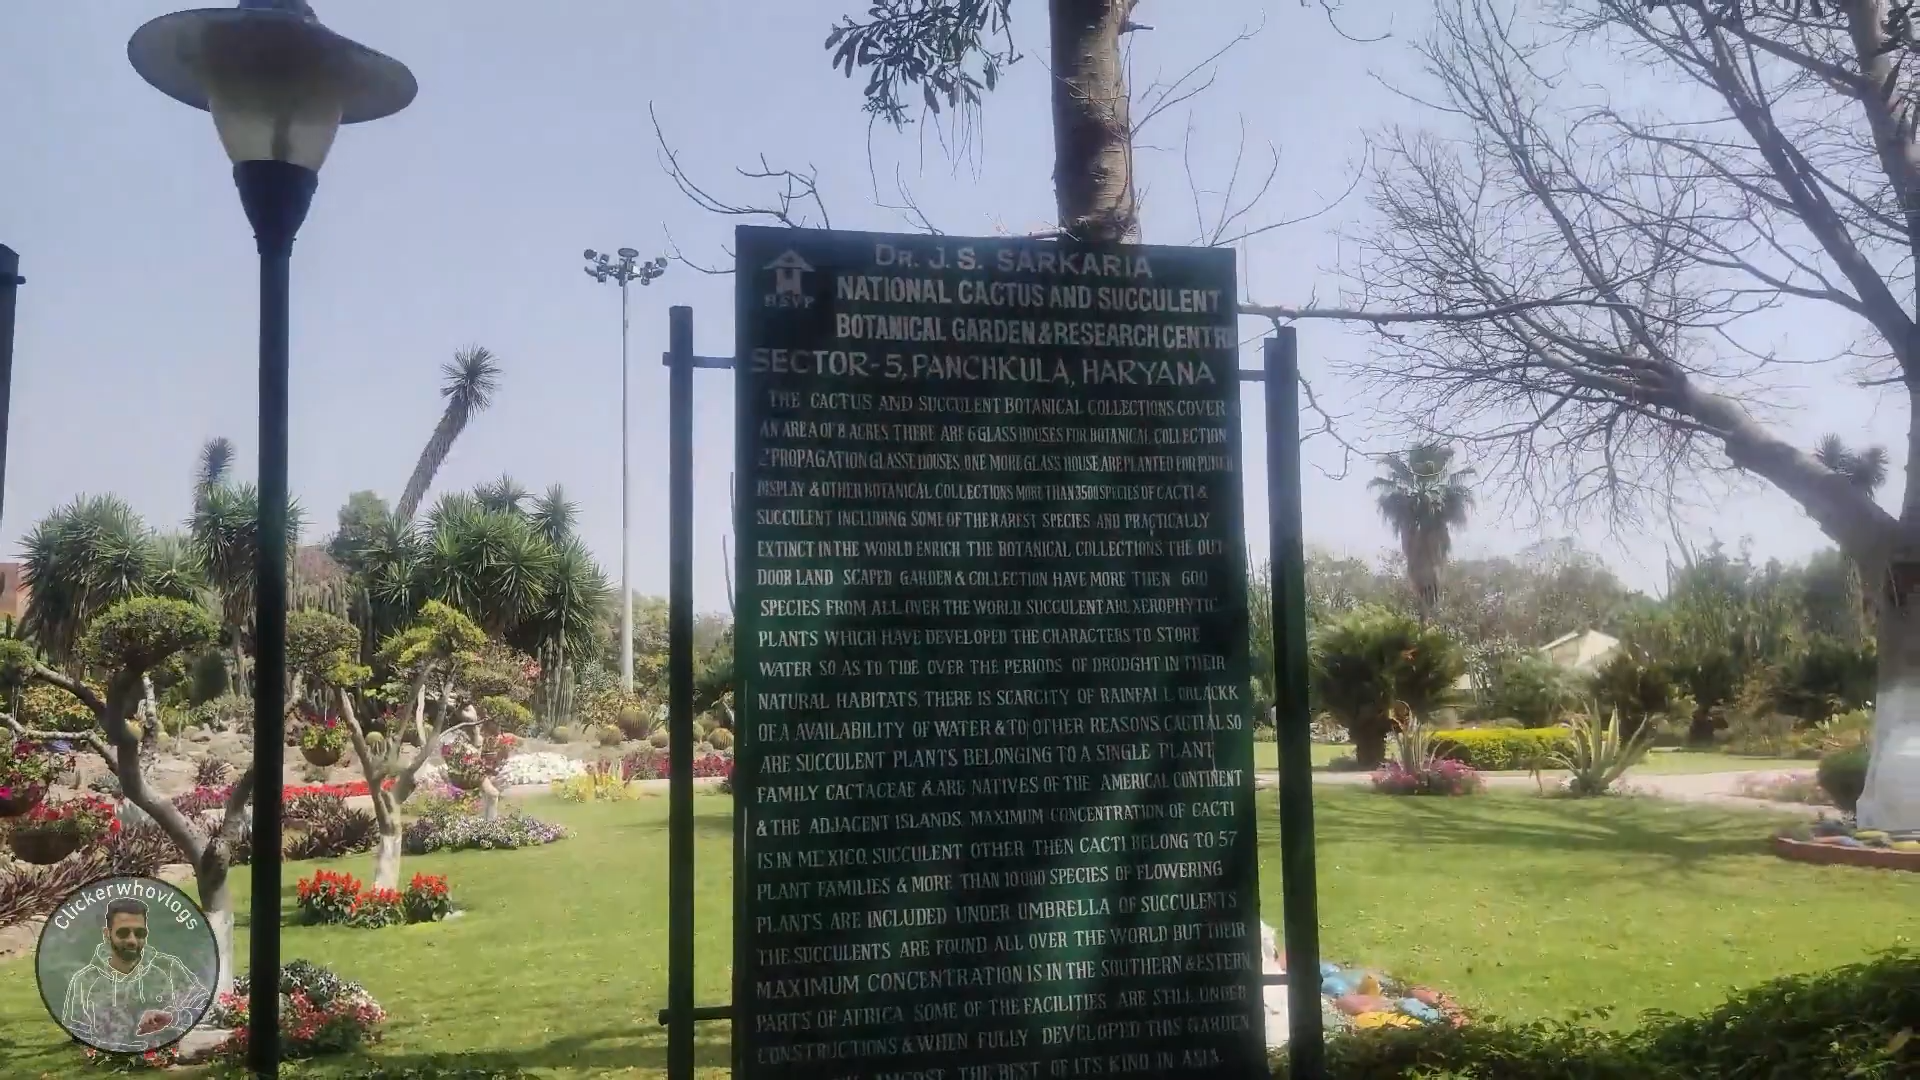 DR. J. S. SARKARIA
HSVP
NATIONAL CACTUS AND SUCCULENT
BOTANICAL GARDEN & RESEARCH CENTRE
SECTOR-5, PANCHKULA, HARYANA
THE CACTUS AND SUCCULENT BOTANICAL COLLECTIONS COVER
AN AREA OF 8 ACRES. THERE ARE 6 GLASS HOUSES FOR BOTANICAL COLLECTION
2 PROPAGATION GLASSE HOUSES, ONE MORE GLASS HOUSE ARE PLANTED FOR
DISPLAY & OTHER BOTANICAL COLLECTIONS MORE THAN 3500 SPECIES OF CACTI &
SUCCULENT INCLUDING SOME OF THE RAREST SPECIES AND PRACTICALLY
EXTINCT IN THE WORLD ENRICH THE BOTANICAL COLLECTIONS. THE OUT
DOOR LAND SCAPED GARDEN & COLLECTION HAVE MORE THEN 600
SPECIES FROM ALL OVER THE WORLD. SUCCULENT ARE XEROPHYTIC
PLANTS WHICH HAVE DEVELOPED THE CHARACTERS TO STORE
WATER SO AS TO TIDE OVER THE PERIODS OF DRODGHT IN THEIR
NATURAL HABITATS, THERE IS SCARCITY OF RAINFALL OR LACKK
OF A AVAILABILITY OF WATER & TO OTHER REASONS. CACTI ALSO
ARE SUCCULENT PLANTS BELONGING TO A SINGLE PLANT
FAMILY CACTACEAE & ARE NATIVES OF THE AMERICAL CONTINENT
& THE ADJACENT ISLANDS. MAXIMUM CONCENTRATION OF CACTI
IS IN MEXICO. SUCCULENT OTHER THEN CACTI BELONG TO 57
PLANT FAMILIES & MORE THAN 10000 SPECIES OF FLOWERING
PLANTS ARE INCLUDED UNDER UMBRELLA OF SUCCULENTS
THE SUCCULENTS ARE FOUND ALL OVER THE WORLD BUT THEIR
MAXIMUM CONCENTRATION IS IN THE SOUTHERN & ESTERN
PARTS OF AFRICA SOME OF THE FACILITIES ARE STILL UNDER
CONSTRUCTIONS & WHEN FULLY DEVELOPED THIS GARDEN
AMGOST THE BEST OF ITS KIND IN ASIA.
Clickerwhovlogs